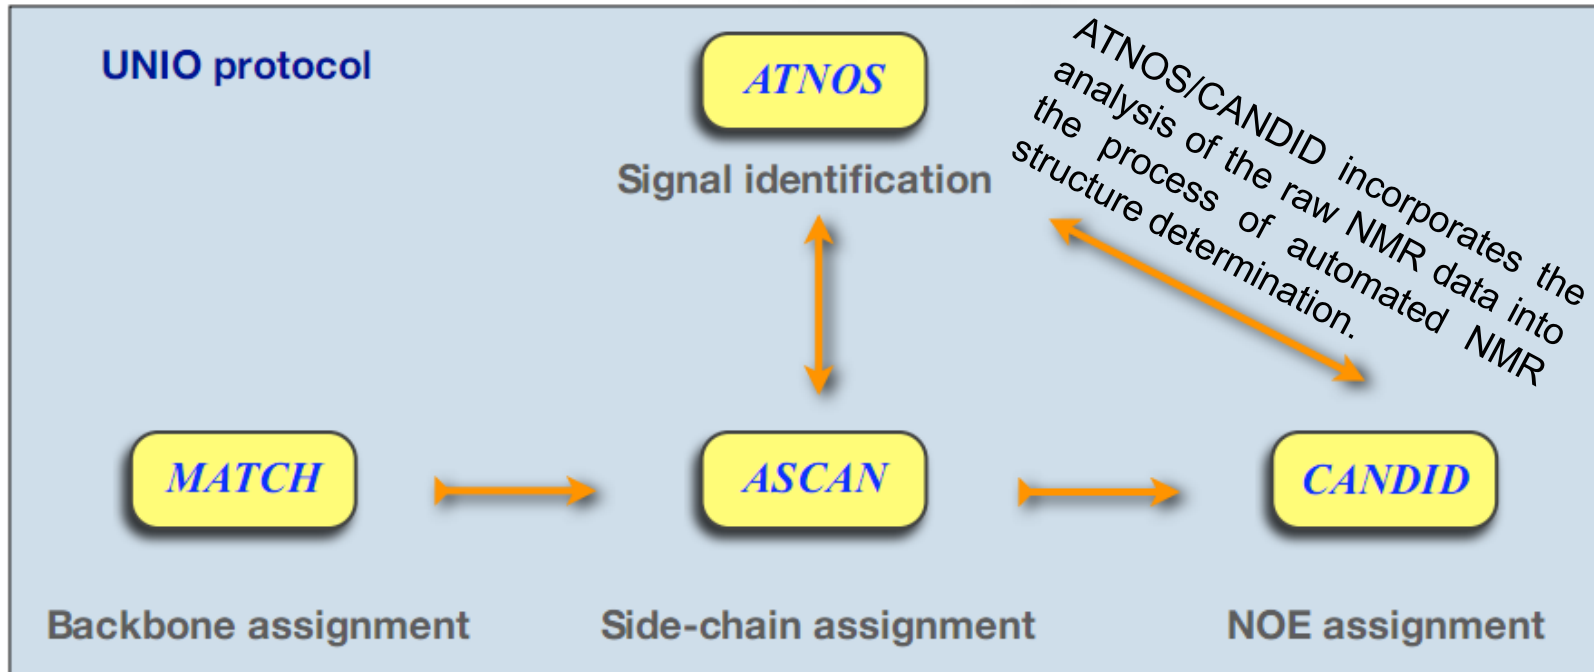 UNIO protocol
ATNOS
Signal identification
ATNOS/CANDID incorporates the
analysis of the raw NMR data into
the process of automated NMR
structure determination.
MATCH
ASCAN
CANDID
Backbone assignment
Side-chain assignment
NOE assignment